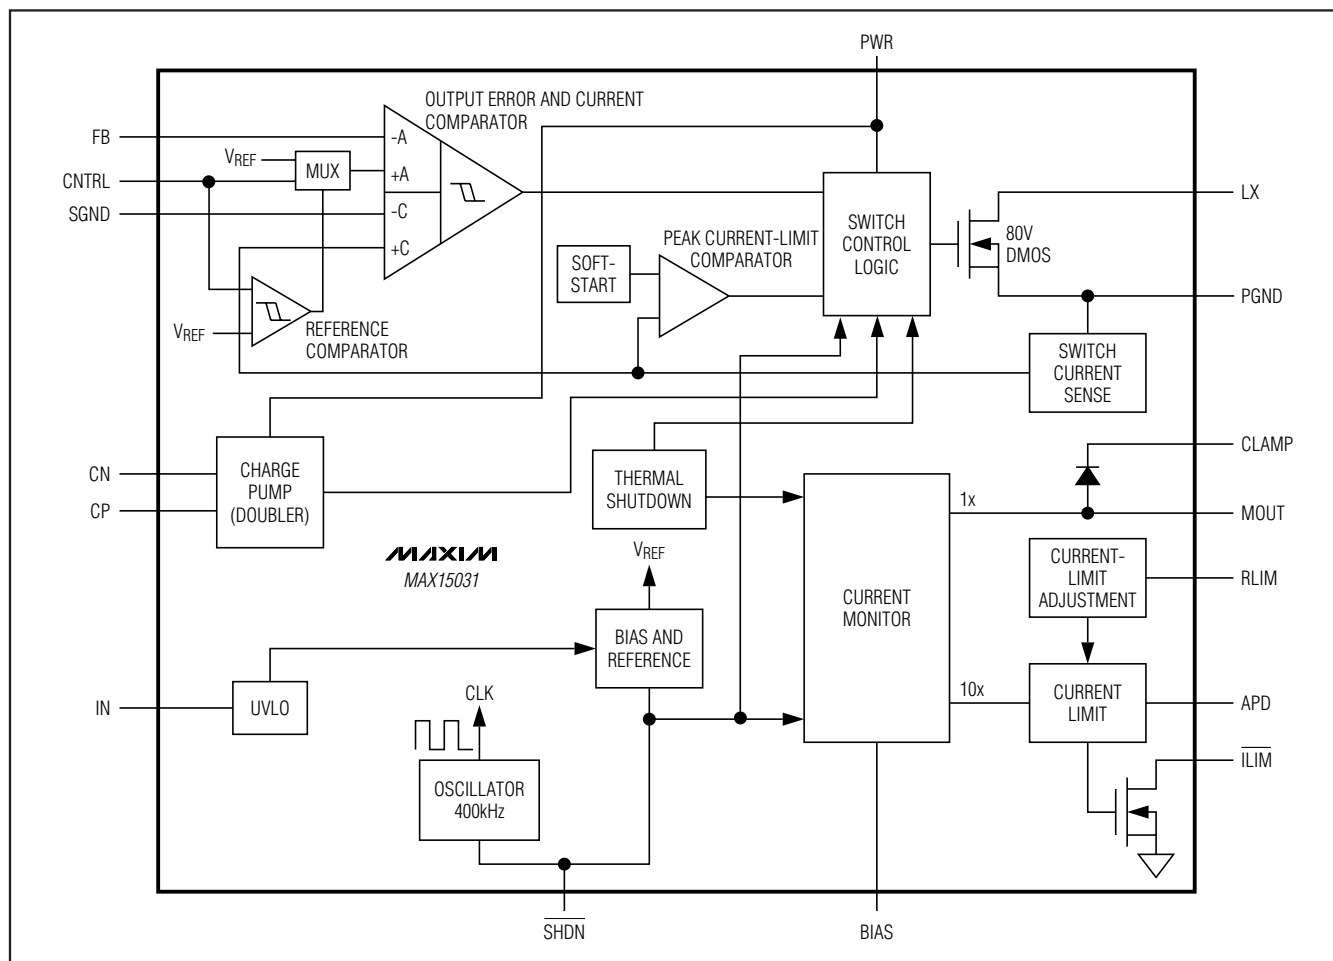 PWR
OUTPUT ERROR AND CURRENT
COMPARATOR
FB
-A
VREF
MUX
+A
CNTRL
SGND
-C
+C
SWITCH
CONTROL
LOGIC
LX
80V
DMOS
PEAK CURRENT-LIMIT
COMPARATOR
SOFT-
START
PGND
VREF
REFERENCE
COMPARATOR
SWITCH
CURRENT
SENSE
CN
CP
CHARGE
PUMP
(DOUBLER)
THERMAL
SHUTDOWN
CLAMP
1x
MOUT
MAXIM
MAX15031
VREF
CURRENT
MONITOR
CURRENT-
LIMIT
ADJUSTMENT
RLIM
BIAS AND
REFERENCE
IN
UVLO
CLK
10x
CURRENT
LIMIT
APD
ILIM
OSCILLATOR
400kHz
SHDN
BIAS